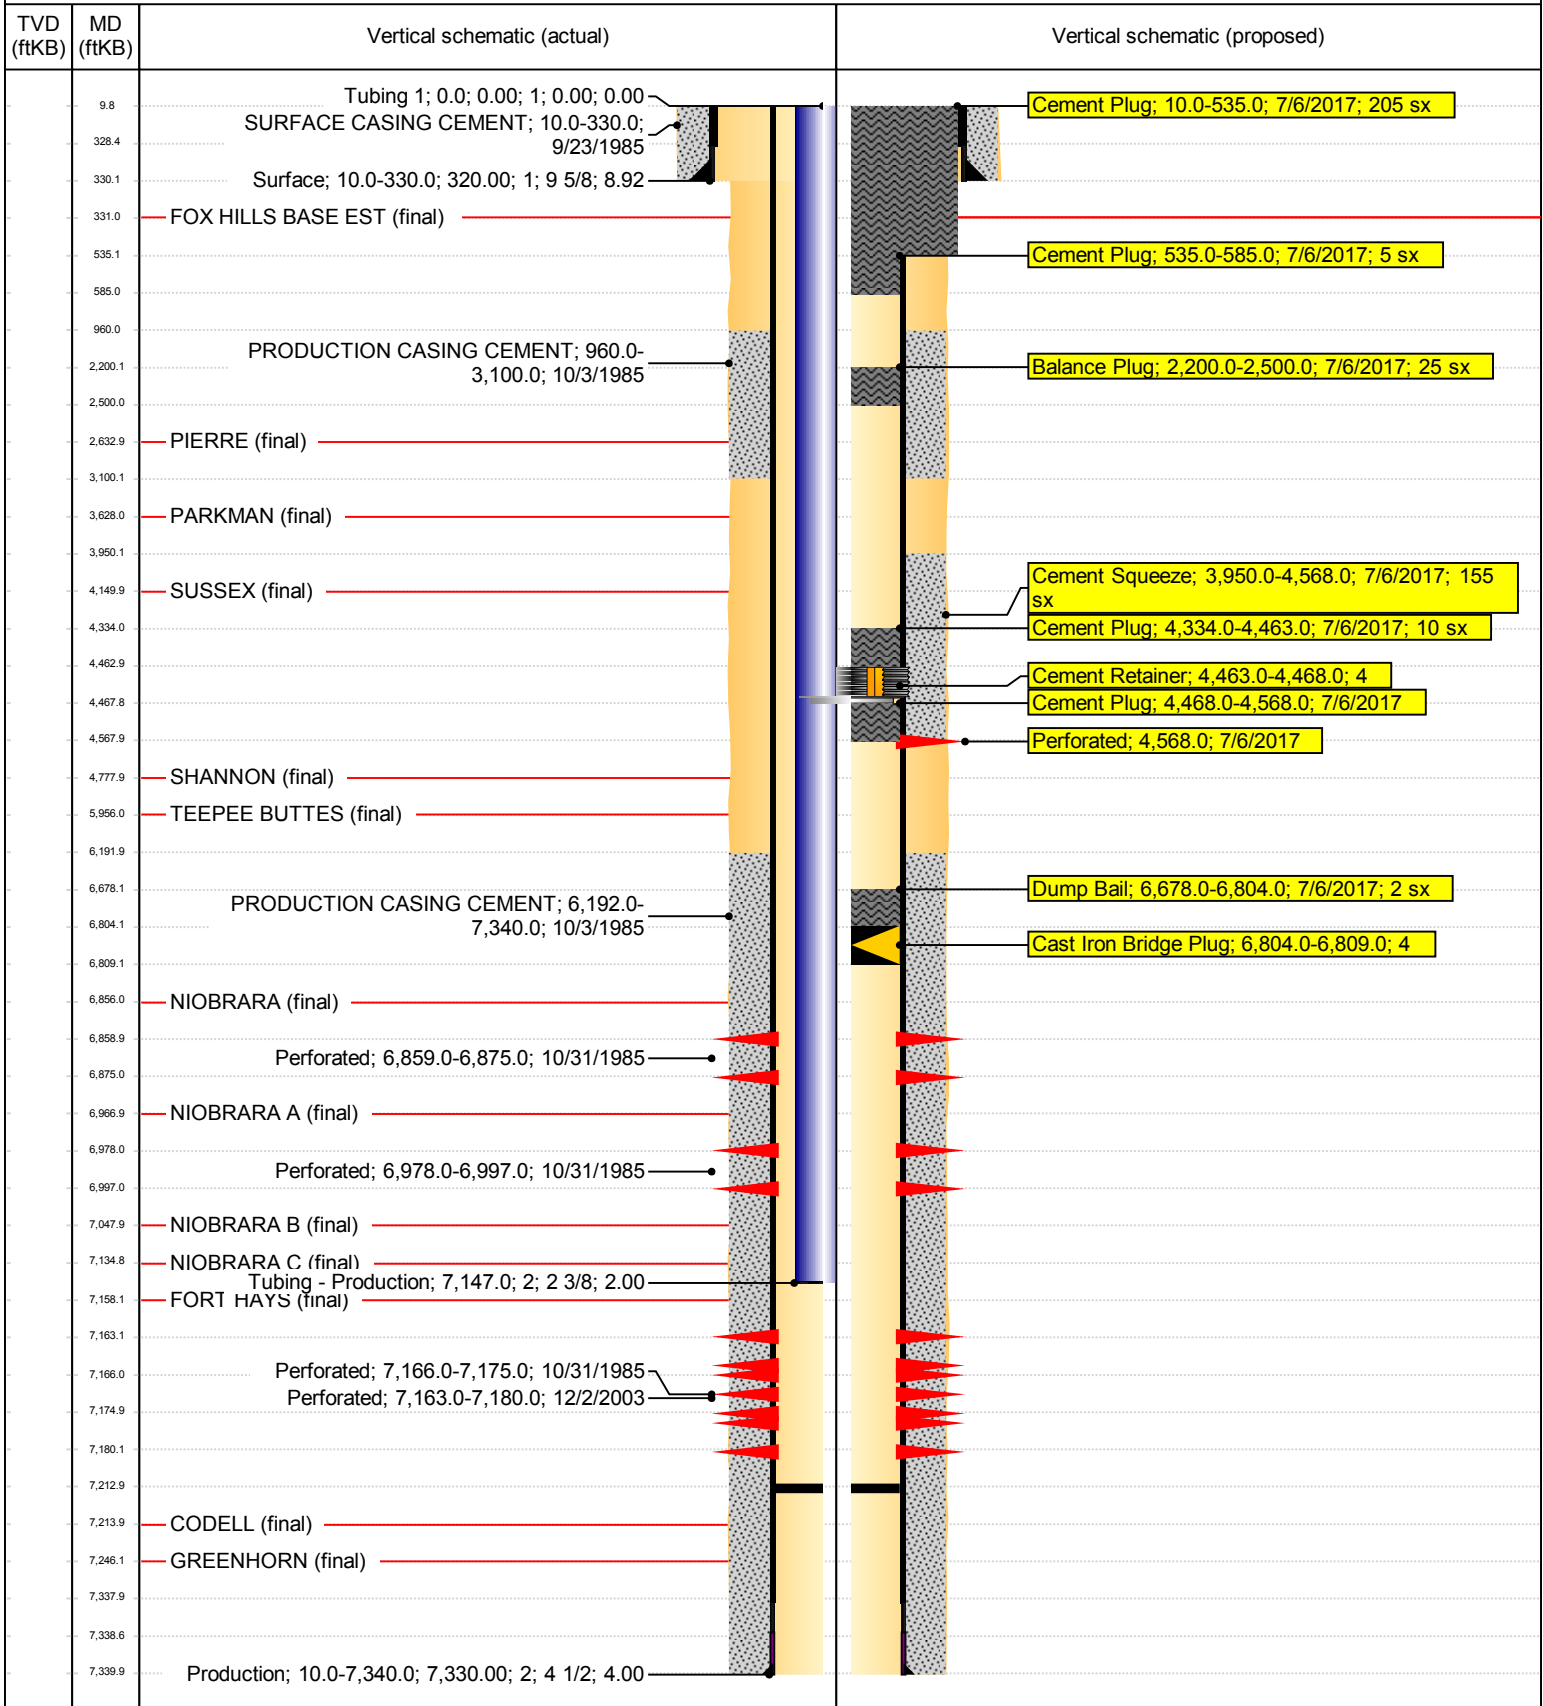 TVD (ftKB)
MD (ftKB)
Vertical schematic (actual)
Vertical schematic (proposed)
9.8
Tubing 1; 0.0; 0.00; 1; 0.00; 0.00
Cement Plug; 10.0-535.0; 7/6/2017; 205 sx
SURFACE CASING CEMENT; 10.0-330.0;
9/23/1985
328.4
330.1
Surface; 10.0-330.0; 320.00; 1; 9 5/8; 8.92
331.0
FOX HILLS BASE EST (final)
535.1
Cement Plug; 535.0-585.0; 7/6/2017; 5 sx
585.0
960.0
PRODUCTION CASING CEMENT; 960.0-
3,100.0; 10/3/1985
2,200.1
Balance Plug; 2,200.0-2,500.0; 7/6/2017; 25 sx
2,500.0
2,632.9
PIERRE (final)
3,100.1
3,628.0
PARKMAN (final)
3,950.1
Cement Squeeze; 3,950.0-4,568.0; 7/6/2017; 155
sx
4,149.9
SUSSEX (final)
4,334.0
Cement Plug; 4,334.0-4,463.0; 7/6/2017; 10 sx
4,462.9
Cement Retainer; 4,463.0-4,468.0; 4
4,467.8
Cement Plug; 4,468.0-4,568.0; 7/6/2017
4,567.9
Perforated; 4,568.0; 7/6/2017
4,777.9
SHANNON (final)
5,956.0
TEEPEE BUTTES (final)
6,191.9
6,678.1
Dump Bail; 6,678.0-6,804.0; 7/6/2017; 2 sx
PRODUCTION CASING CEMENT; 6,192.0-
7,340.0; 10/3/1985
6,804.1
Cast Iron Bridge Plug; 6,804.0-6,809.0; 4
6,809.1
6,856.0
NIOBRARA (final)
6,858.9
Perforated; 6,859.0-6,875.0; 10/31/1985
6,875.0
6,966.9
NIOBRARA A (final)
6,978.0
Perforated; 6,978.0-6,997.0; 10/31/1985
6,997.0
7,047.9
NIOBRARA B (final)
7,134.8
NIOBRARA C (final)
Tubing - Production; 7,147.0; 2; 2 3/8; 2.00
7,158.1
FORT HAYS (final)
7,163.1
7,166.0
Perforated; 7,166.0-7,175.0; 10/31/1985
Perforated; 7,163.0-7,180.0; 12/2/2003
7,174.9
7,180.1
7,212.9
7,213.9
CODELL (final)
7,246.1
GREENHORN (final)
7,337.9
7,338.6
7,339.9
Production; 10.0-7,340.0; 7,330.00; 2; 4 1/2; 4.00